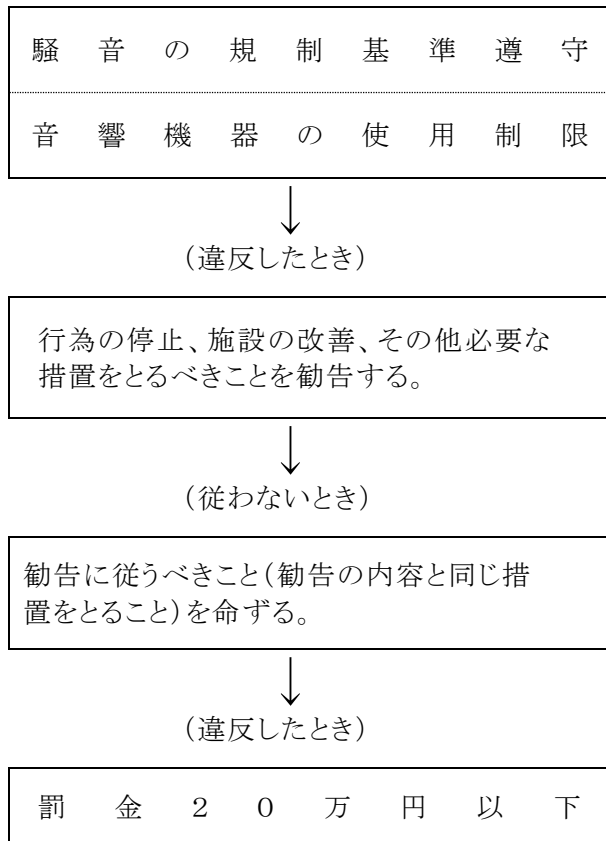 騒音の規制基準遵守
音響機器の使用制限
(違反したとき)
行為の停止、施設の改善、その他必要な
措置をとるべきことを勧告する。
(従わないとき)
勧告に従うべきこと(勧告の内容と同じ措
置をとること)を命ずる。
(違反したとき)
罰金20万円以下